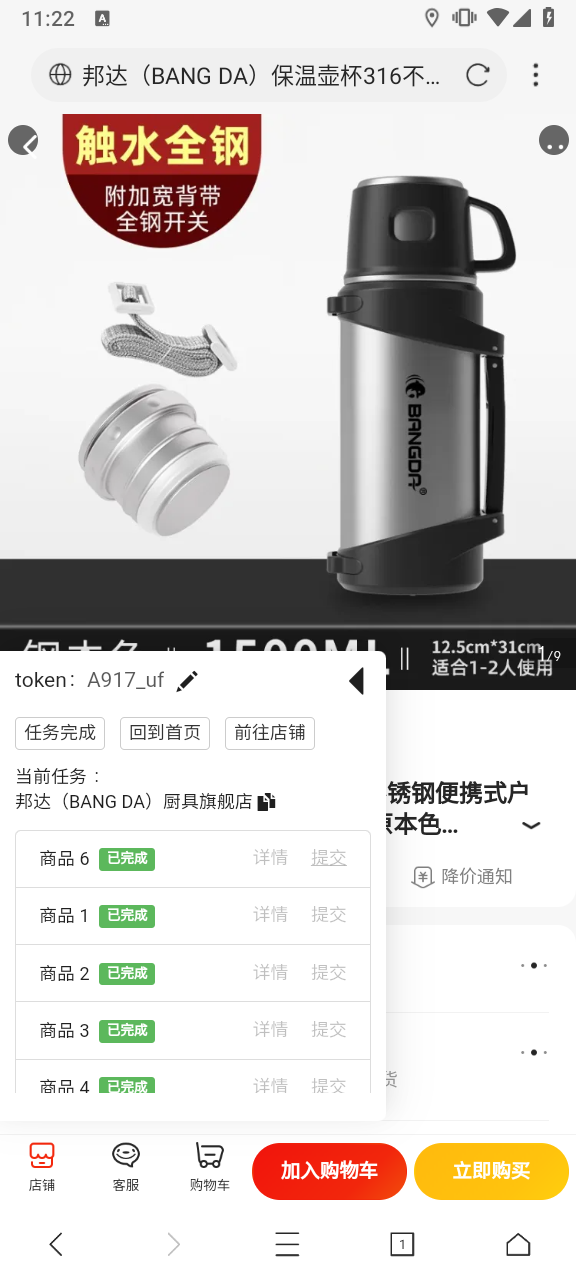 11:22
A
邦达（BANG DA）保温壶杯316不…
触水全钢
附加宽背带
全钢开关
BANGDA®
1500ML
12.5cm*31cm
适合1-2人使用
1/9
token： A917_uf
任务完成 回到首页 前往店铺
当前任务：
邦达（BANG DA）厨具旗舰店
锈钢便携式户
原本色...
降价通知
商品 6 已完成 详情 提交
商品 1 已完成 详情 提交
商品 2 已完成 详情 提交
商品 3 已完成 详情 提交
商品 4 已完成 详情 提交
货
店铺 客服 购物车 加入购物车 立即购买
1